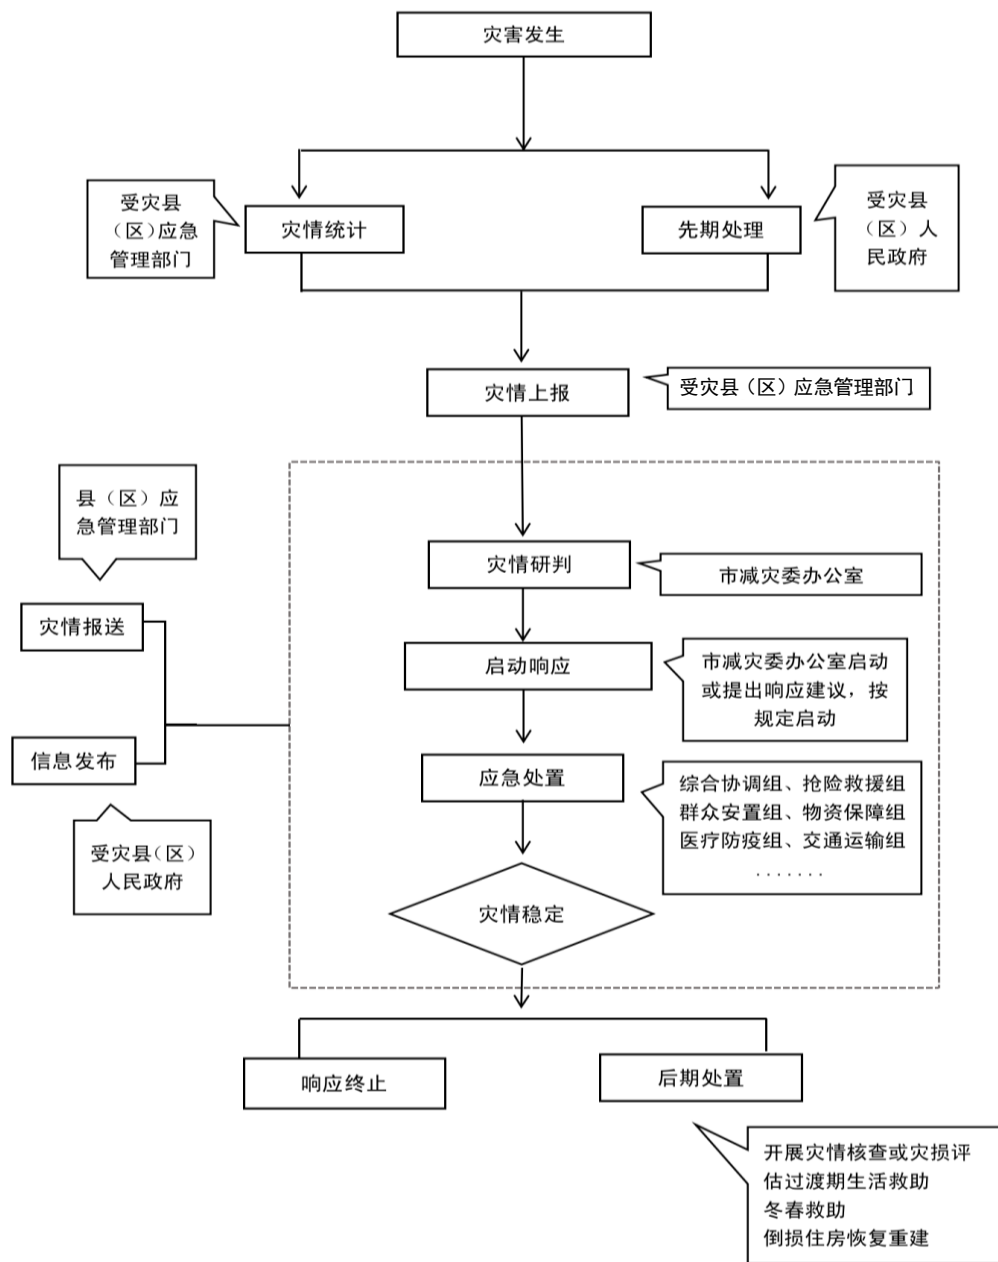 灾害发生
受灾县
（区）应急
管理部门
灾情统计
先期处理
受灾县
（区）人
民政府
灾情上报
受灾县（区）应急管理部门
县（区）应
急管理部门
灾情研判
市减灾委办公室
灾情报送
启动响应
市减灾委办公室启动
或提出响应建议，按
规定启动
信息发布
应急处置
综合协调组、抢险救援组
群众安置组、物资保障组
医疗防疫组、交通运输组
.......
受灾县（区）
人民政府
灾情稳定
响应终止
后期处置
开展灾情核查或灾损评
估过渡期生活救助
冬春救助
倒损住房恢复重建